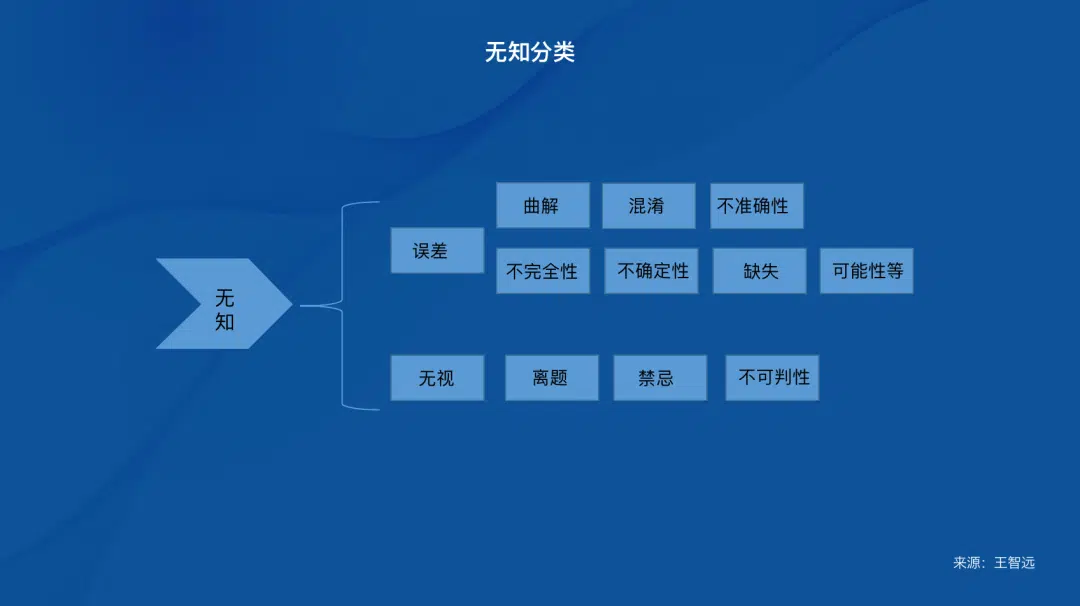 无知分类
无
知
误差
曲解
混淆
不准确性
不完全性
不确定性
缺失
可能性等
无视
离题
禁忌
不可判性
来源：王智远